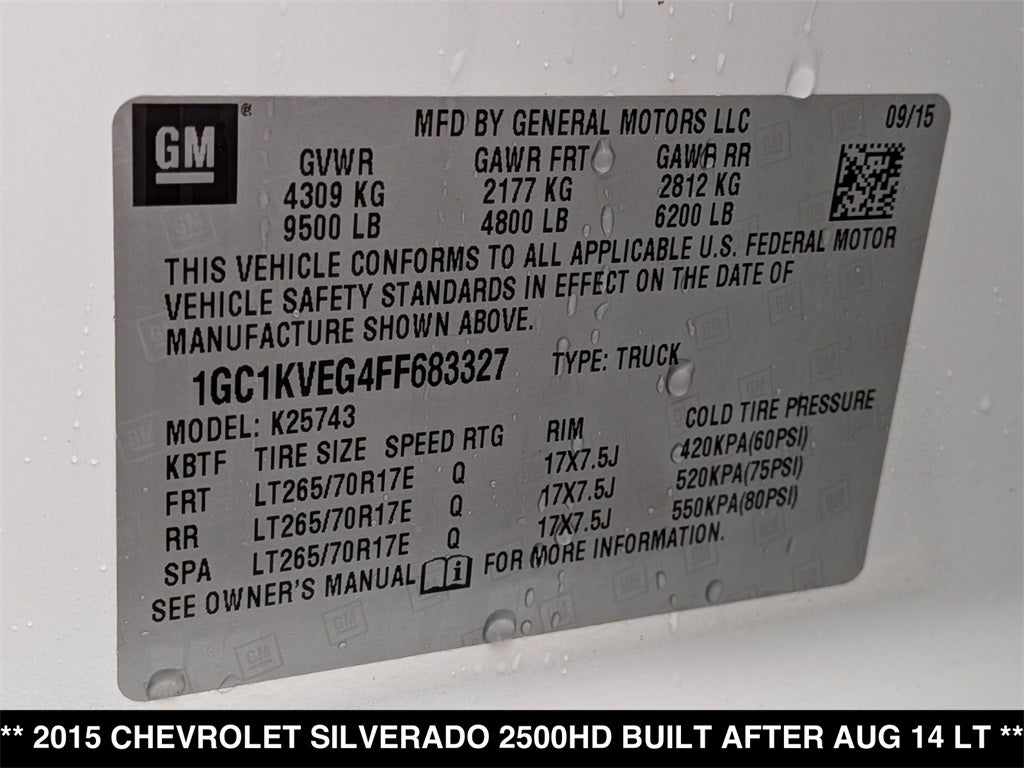 GM
MFD BY GENERAL MOTORS LLC 09/15
GVWR GAWR FRT GAWR RR
4309 KG 2177 KG 2812 KG
9500 LB 4800 LB 6200 LB
THIS VEHICLE CONFORMS TO ALL APPLICABLE U.S. FEDERAL MOTOR
VEHICLE SAFETY STANDARDS IN EFFECT ON THE DATE OF
MANUFACTURE SHOWN ABOVE.
1GC1KVEG4FF683327 TYPE: TRUCK
MODEL: K25743
KBTF TIRE SIZE SPEED RTG RIM COLD TIRE PRESSURE
FRT LT265/70R17E Q 17X7.5J 420KPA(60PSI)
RR LT265/70R17E Q 17X7.5J 520KPA(75PSI)
SPA LT265/70R17E Q 17X7.5J 550KPA(80PSI)
SEE OWNER'S MANUAL FOR MORE INFORMATION.
** 2015 CHEVROLET SILVERADO 2500HD BUILT AFTER AUG 14 LT **